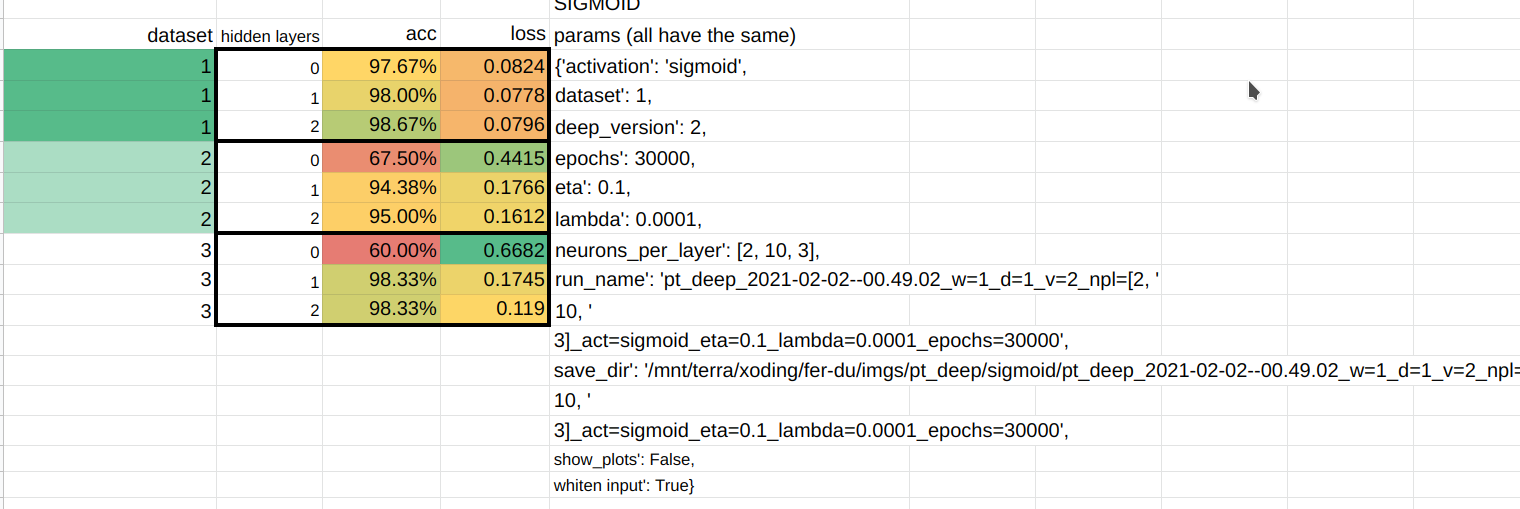 SIGMOID
dataset hidden layers acc loss params (all have the same)
1 0 97.67% 0.0824 {'activation': 'sigmoid',
1 1 98.00% 0.0778 dataset': 1,
1 2 98.67% 0.0796 deep_version': 2,
2 0 67.50% 0.4415 epochs': 30000,
2 1 94.38% 0.1766 eta': 0.1,
2 2 95.00% 0.1612 lambda': 0.0001,
3 0 60.00% 0.6682 neurons_per_layer': [2, 10, 3],
3 1 98.33% 0.1745 run_name': 'pt_deep_2021-02-02--00.49.02_w=1_d=1_v=2_npl=[2, '
3 2 98.33% 0.119 10, '
3]_act=sigmoid_eta=0.1_lambda=0.0001_epochs=30000',
save_dir': '/mnt/terra/xoding/fer-du/imgs/pt_deep/sigmoid/pt_deep_2021-02-02--00.49.02_w=1_d=1_v=2_npl=
10, '
3]_act=sigmoid_eta=0.1_lambda=0.0001_epochs=30000',
show_plots': False,
whiten input': True}